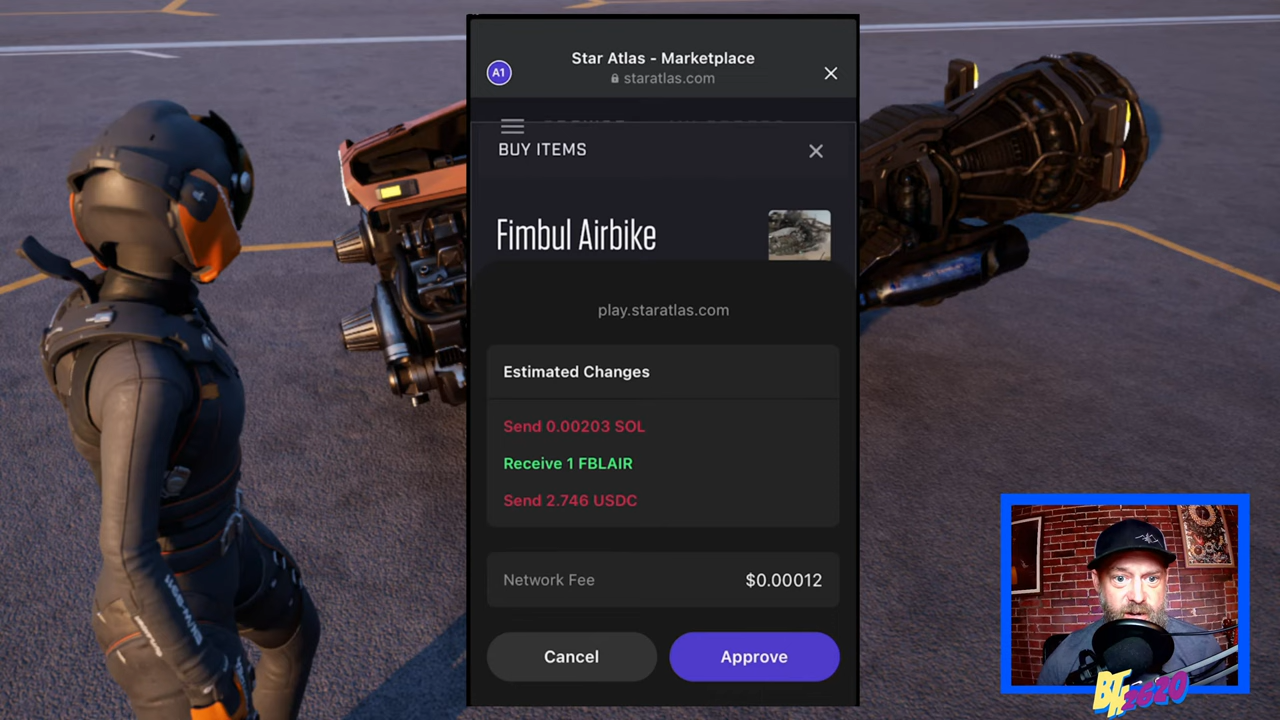 A1
Star Atlas - Marketplace
staratlas.com
BUY ITEMS
Fimbul Airbike
play.staratlas.com
Estimated Changes
Send 0.00203 SOL
Receive 1 FBLAIR
Send 2.746 USDC
Network Fee $0.00012
Cancel Approve